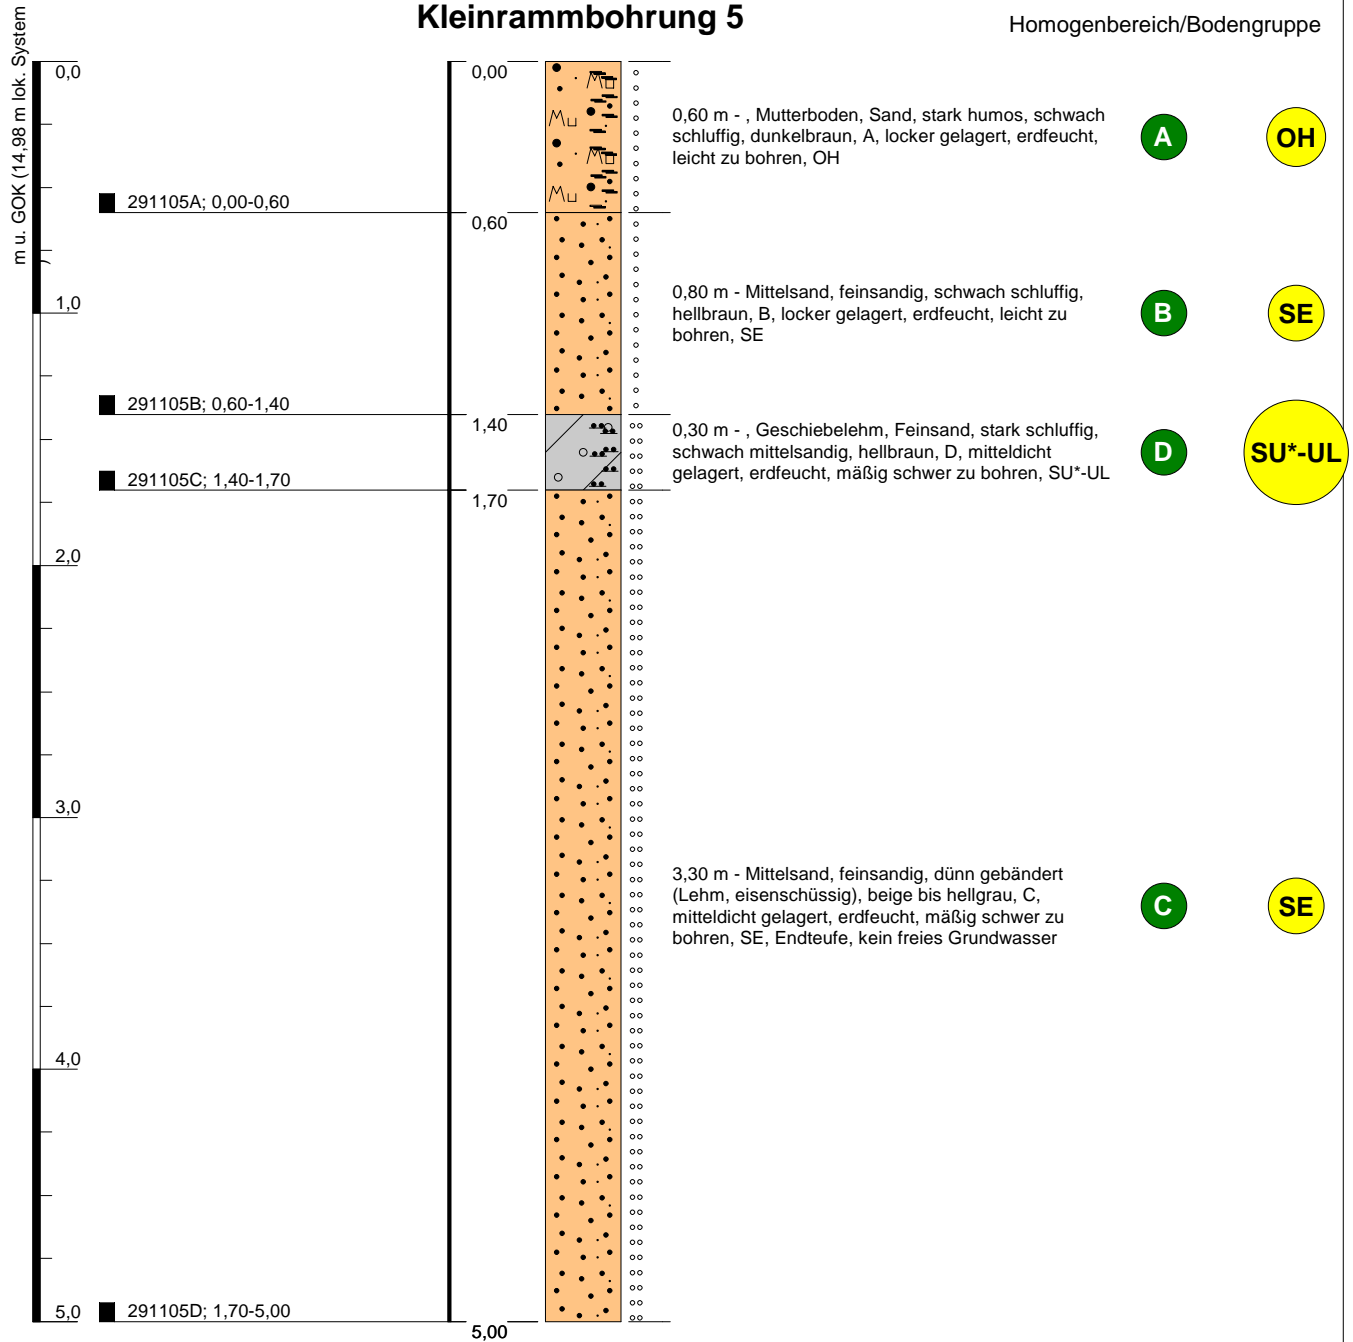 Kleinrammbohrung 5
Homogenbereich/Bodengruppe
m u. GOK (14,98 m lok. System
)
0,0
0,00
0,60 m - , Mutterboden, Sand, stark humos, schwach
schluffig, dunkelbraun, A, locker gelagert, erdfeucht,
leicht zu bohren, OH
A
OH
291105A; 0,00-0,60
0,60
1,0
0,80 m - Mittelsand, feinsandig, schwach schluffig,
hellbraun, B, locker gelagert, erdfeucht, leicht zu
bohren, SE
B
SE
291105B; 0,60-1,40
1,40
0,30 m - , Geschiebelehm, Feinsand, stark schluffig,
schwach mittelsandig, hellbraun, D, mitteldicht
gelagert, erdfeucht, mäßig schwer zu bohren, SU*-UL
D
SU*-UL
291105C; 1,40-1,70
1,70
2,0
3,0
3,30 m - Mittelsand, feinsandig, dünn gebändert
(Lehm, eisenschüssig), beige bis hellgrau, C,
mitteldicht gelagert, erdfeucht, mäßig schwer zu
bohren, SE, Endteufe, kein freies Grundwasser
C
SE
4,0
5,0
291105D; 1,70-5,00
5,00